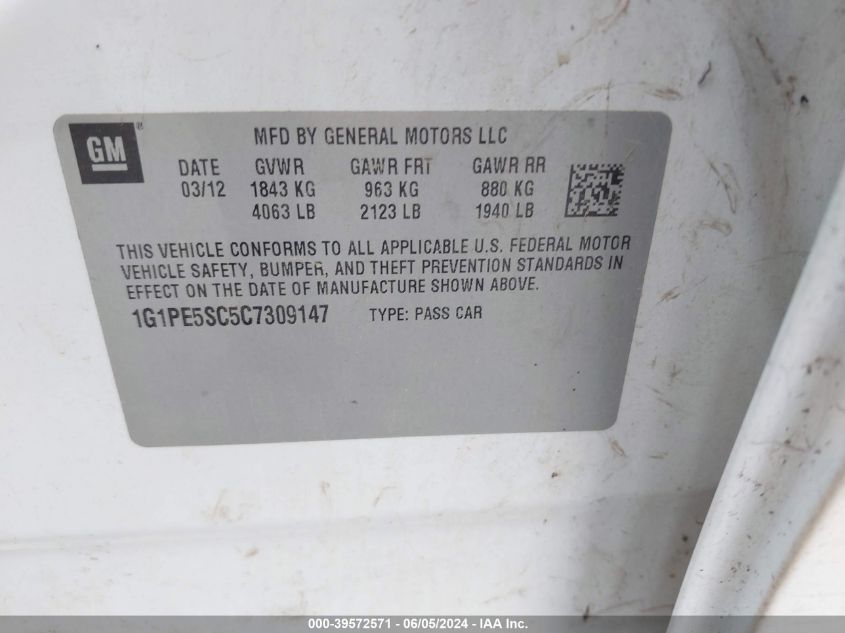 GM®
MFD BY GENERAL MOTORS LLC
DATE GVWR GAWR FRT GAWR RR
03/12 1843 KG 963 KG 880 KG
4063 LB 2123 LB 1940 LB
THIS VEHICLE CONFORMS TO ALL APPLICABLE U.S. FEDERAL MOTOR
VEHICLE SAFETY, BUMPER, AND THEFT PREVENTION STANDARDS IN
EFFECT ON THE DATE OF MANUFACTURE SHOWN ABOVE.
1G1PE5SC5C7309147 TYPE: PASS CAR
000-39572571 - 06/05/2024 - IAA Inc.